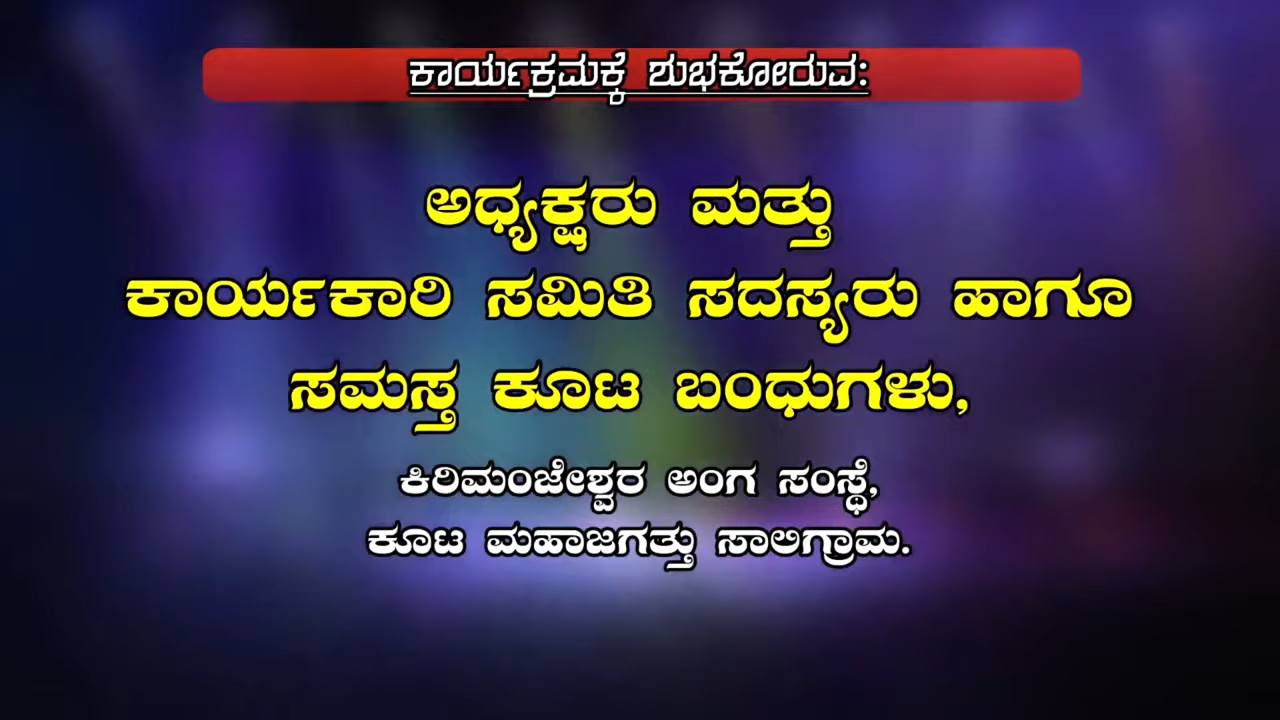 ಕಾರ್ಯಕ್ರಮಕ್ಕೆ ಶುಭಕೋರುವ:
ಅಧ್ಯಕ್ಷರು ಮತ್ತು
ಕಾರ್ಯಕಾರಿ ಸಮಿತಿ ಸದಸ್ಯರು ಹಾಗೂ
ಸಮಸ್ತ ಕೂಟ ಬಂಧುಗಳು,
ಕಿರಿಮಂಜೇಶ್ವರ ಅಂಗ ಸಂಸ್ಥೆ,
ಕೂಟ ಮಹಾಜಗತ್ತು ಸಾಲಿಗ್ರಾಮ.